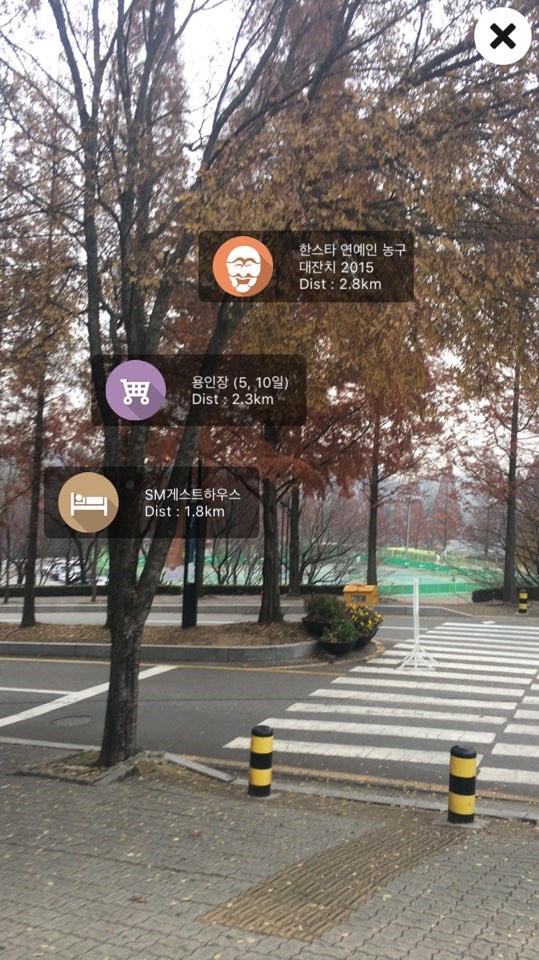 한스타 연예인 농구
대잔치 2015
Dist : 2.8km
용인장 (5, 10일)
Dist : 2.3km
SM게스트하우스
Dist : 1.8km